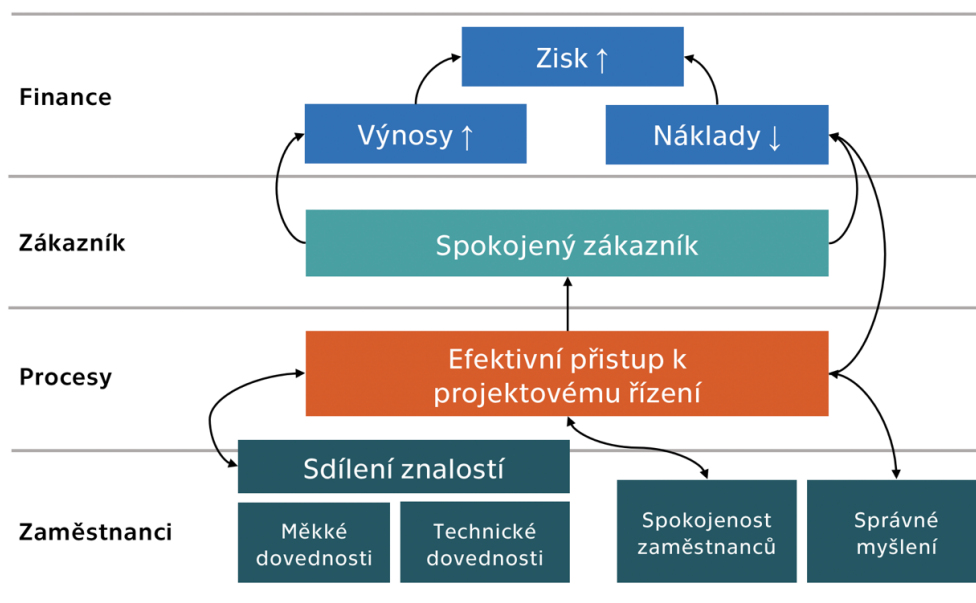 Finance
Zisk ↑
Výnosy ↑
Náklady ↓
Zákazník
Spokojený zákazník
Procesy
Efektivní přistup k
projektovému řízení
Zaměstnanci
Sdílení znalostí
Měkké
dovednosti
Technické
dovednosti
Spokojenost
zaměstnanců
Správné
myšlení